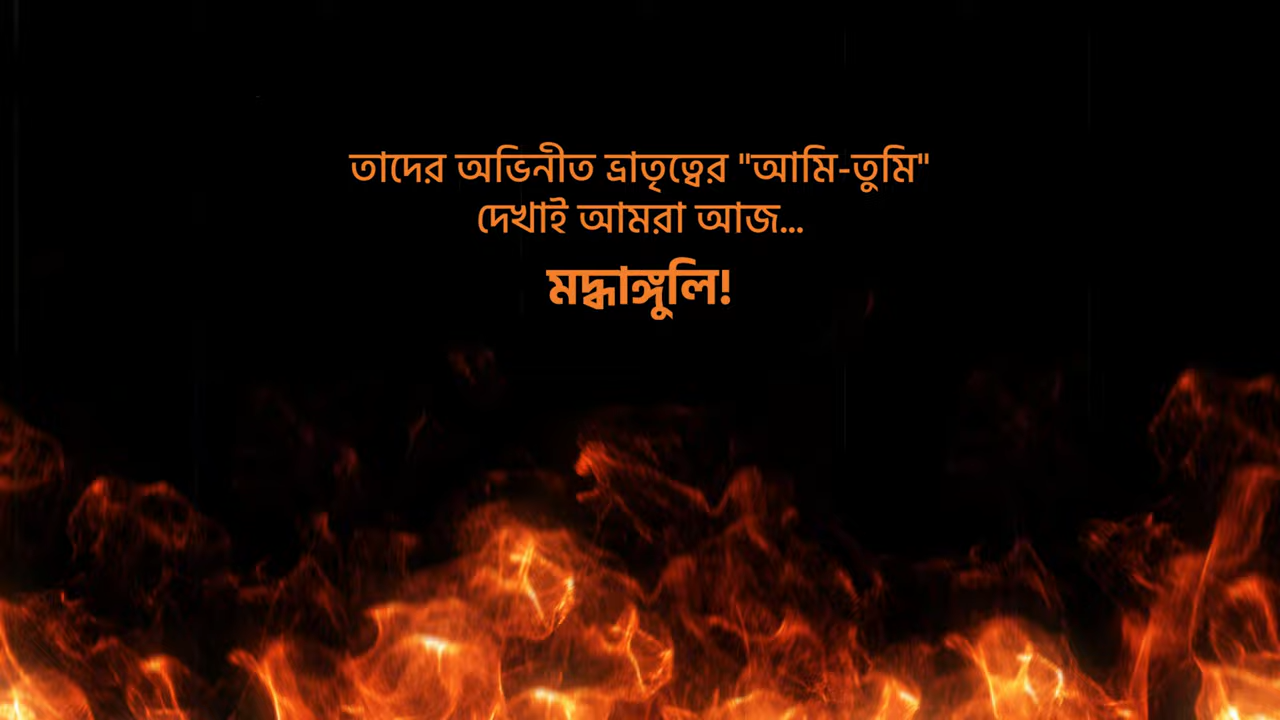 তাদের অভিনীত ভ্রাতৃত্বের "আমি-তুমি"
দেখাই আমরা আজ...
মদ্ধাঙ্গুলি!